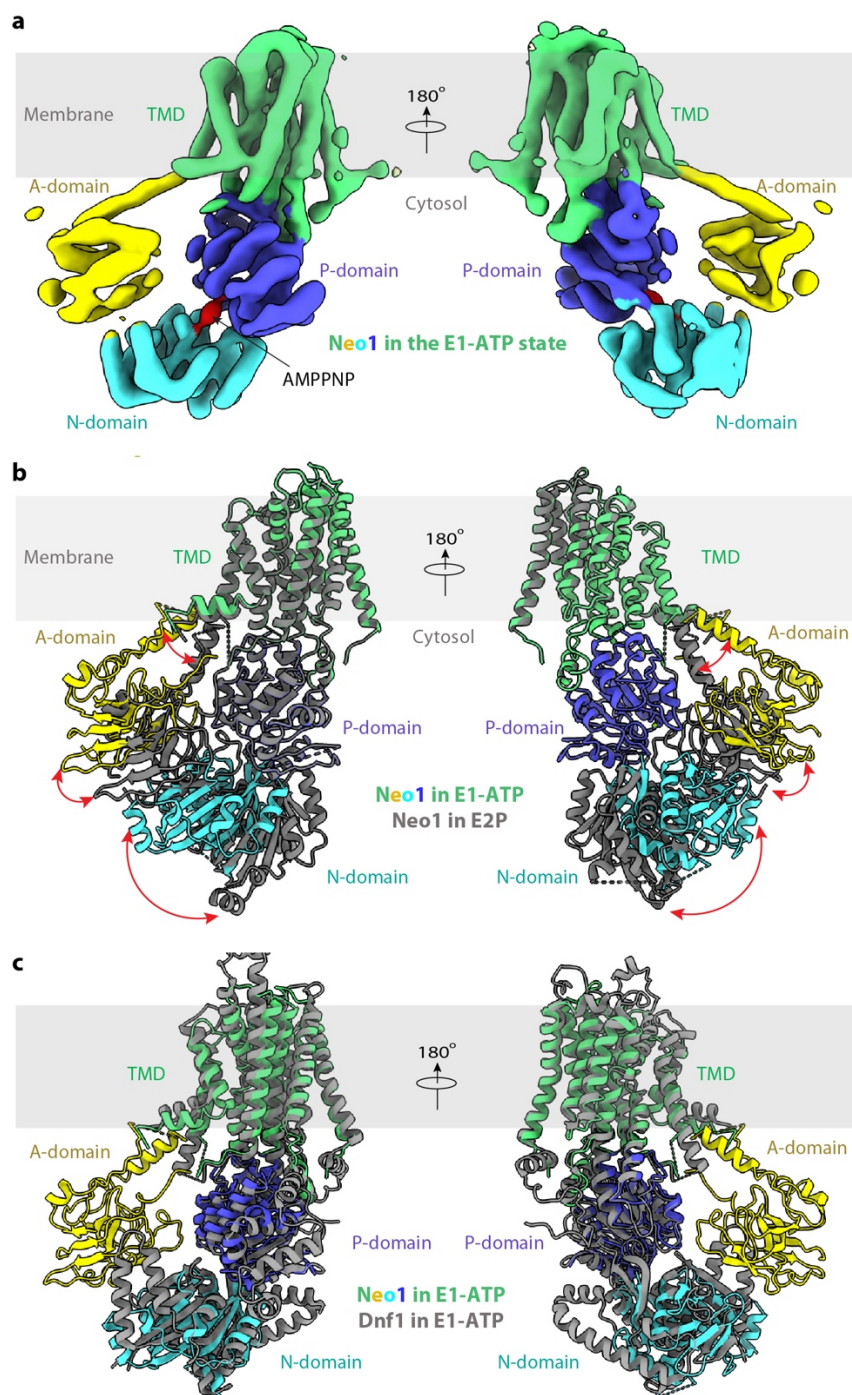 a
180°
Membrane
TMD
TMD
A-domain
A-domain
Cytosol
P-domain
P-domain
Neo1 in the E1-ATP state
AMPPNP
N-domain
N-domain
b
180°
Membrane
TMD
TMD
A-domain
Cytosol
A-domain
P-domain
P-domain
Neo1 in E1-ATP
Neo1 in E2P
N-domain
N-domain
c
180°
TMD
TMD
A-domain
A-domain
P-domain
P-domain
Neo1 in E1-ATP
Dnf1 in E1-ATP
N-domain
N-domain